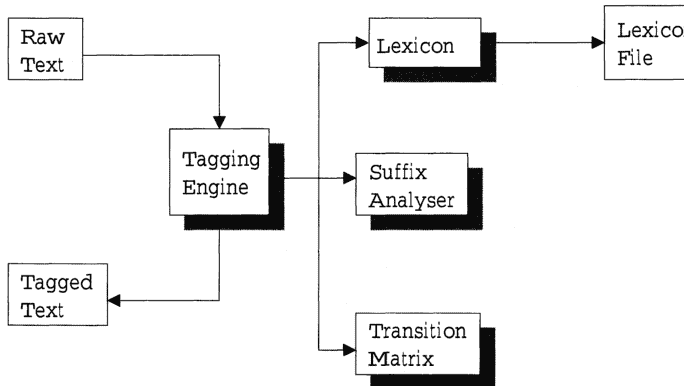 Raw
Text
Lexicon
Lexico
File
Tagging
Engine
Suffix
Analyser
Tagged
Text
Transition
Matrix